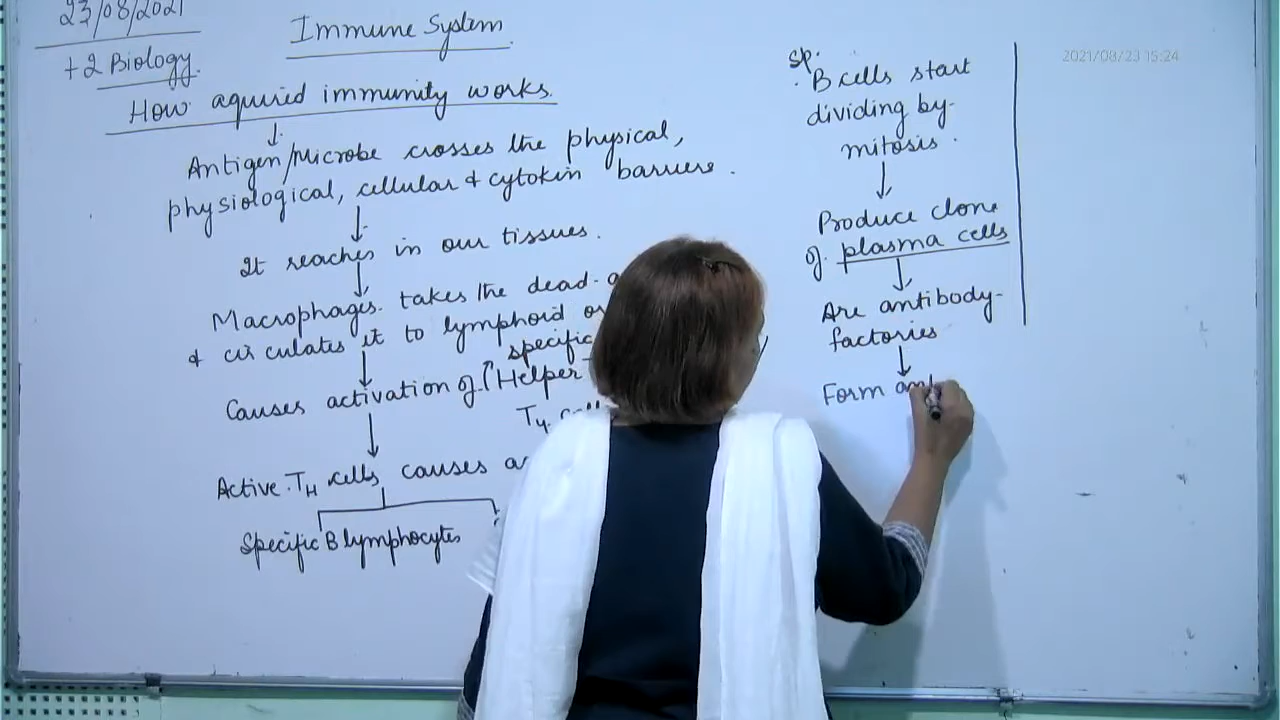 23/08/2021
+2 Biology.
Immune System.
How aquired immunity works.
Antigen/Microbe crosses the physical,
physiological, cellular & cytokin barriers.
It reaches in our tissues.
Macrophages takes the dead
& circulates it to lymphoid
specific
Causes activation of Helper
cell
Active TH cells causes
Specific B lymphocytes
sp.
B cells start
dividing by
mitosis.
Produce clone
of plasma cells
Are antibody-
factories
Form
2021/08/23 15:24